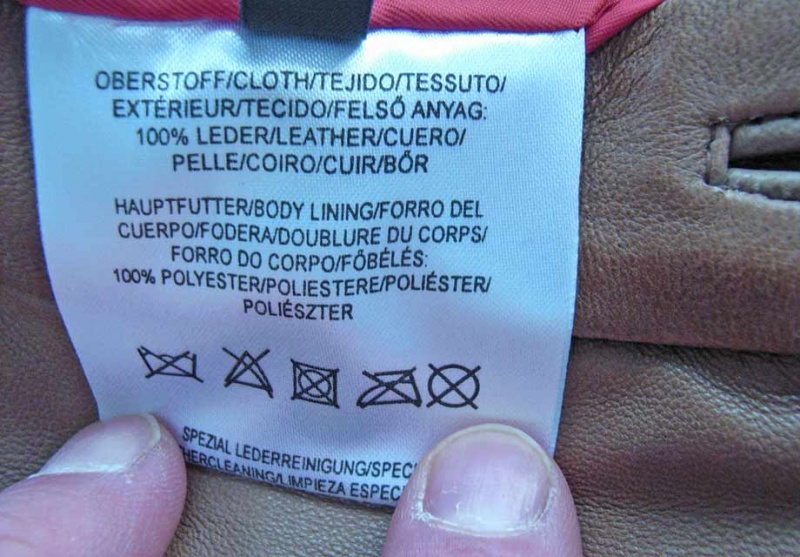 OBERSTOFF/CLOTH/TEJIDO/TESSUTO/
EXTÉRIEUR/TECIDO/FELSŐ ANYAG:
100% LEDER/LEATHER/CUERO/
PELLE/COIRO/CUIR/BŐR
HAUPTFUTTER/BODY LINING/FORRO DEL
CUERPO/FODERA/DOUBLURE DU CORPS/
FORRO DO CORPO/FŐBÉLÉS:
100% POLYESTER/POLIESTERE/POLIÉSTER/
POLIÉSZTER
SPEZIAL LEDERREINIGUNG/SPEC
HERCLEANING/LIMPIEZA ESPEC